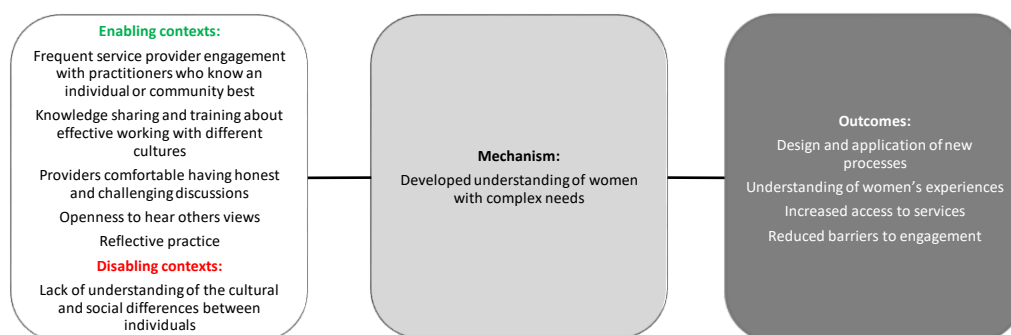 Enabling contexts:
Frequent service provider engagement
with practitioners who know an
individual or community best
Knowledge sharing and training about
effective working with different
cultures
Providers comfortable having honest
and challenging discussions
Openness to hear others views
Reflective practice
Disabling contexts:
Lack of understanding of the cultural
and social differences between
individuals
Mechanism:
Developed understanding of women
with complex needs
Outcomes:
Design and application of new
processes
Understanding of women’s experiences
Increased access to services
Reduced barriers to engagement